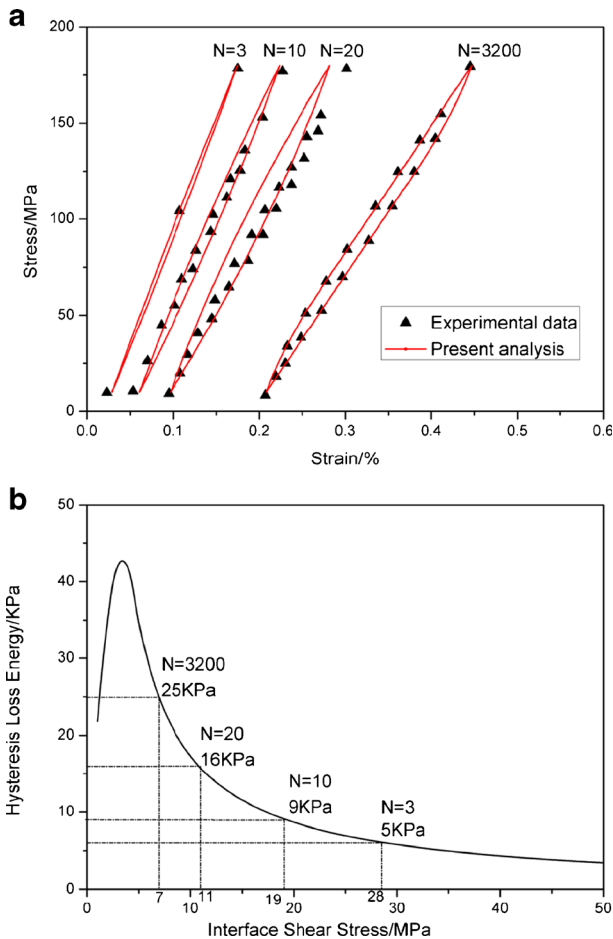 a
200
150
100
50
0
Stress/MPa
N=3 N=10 N=20 N=3200
Experimental data
Present analysis
0.0 0.1 0.2 0.3 0.4 0.5 0.6
Strain/%
b
50
40
30
20
10
0
Hysteresis Loss Energy/KPa
N=3200
25KPa
N=20
16KPa
N=10
9KPa
N=3
5KPa
0 10 20 30 40 50
7 11 19 28
Interface Shear Stress/MPa